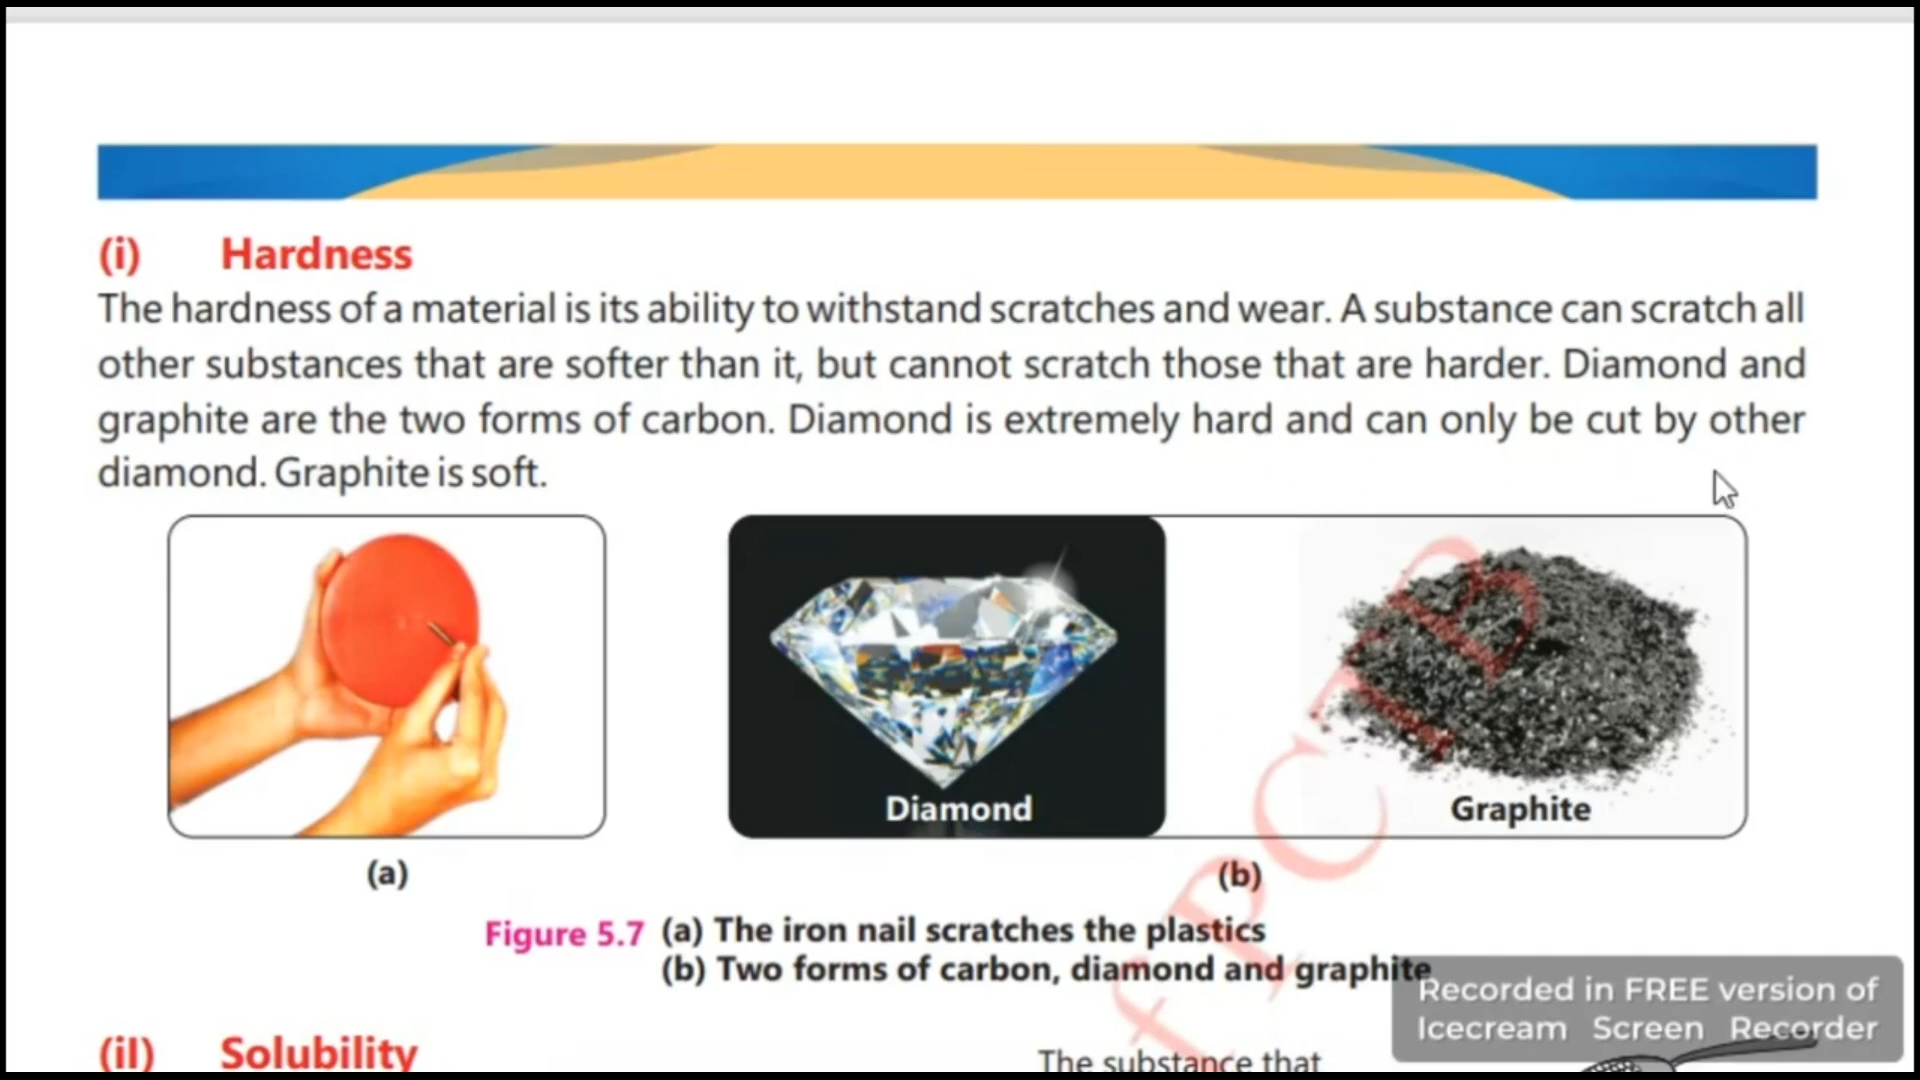 (i) Hardness
The hardness of a material is its ability to withstand scratches and wear. A substance can scratch all
other substances that are softer than it, but cannot scratch those that are harder. Diamond and
graphite are the two forms of carbon. Diamond is extremely hard and can only be cut by other
diamond. Graphite is soft.
Diamond
Graphite
(a)
(b)
Figure 5.7 (a) The iron nail scratches the plastics
(b) Two forms of carbon, diamond and graphite
PCTB
Recorded in FREE version of
Icecream Screen Recorder
(iI) Solubility
The substance that